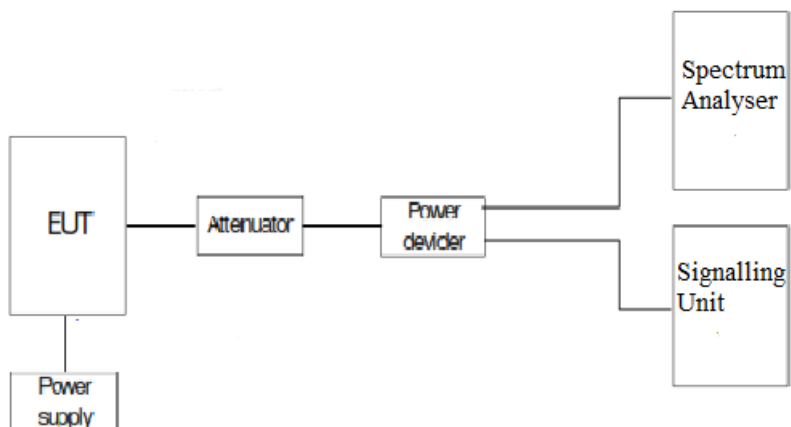 Spectrum
Analyser
EUT
Attenuator
Power
devider
Signalling
Unit
Power
supply